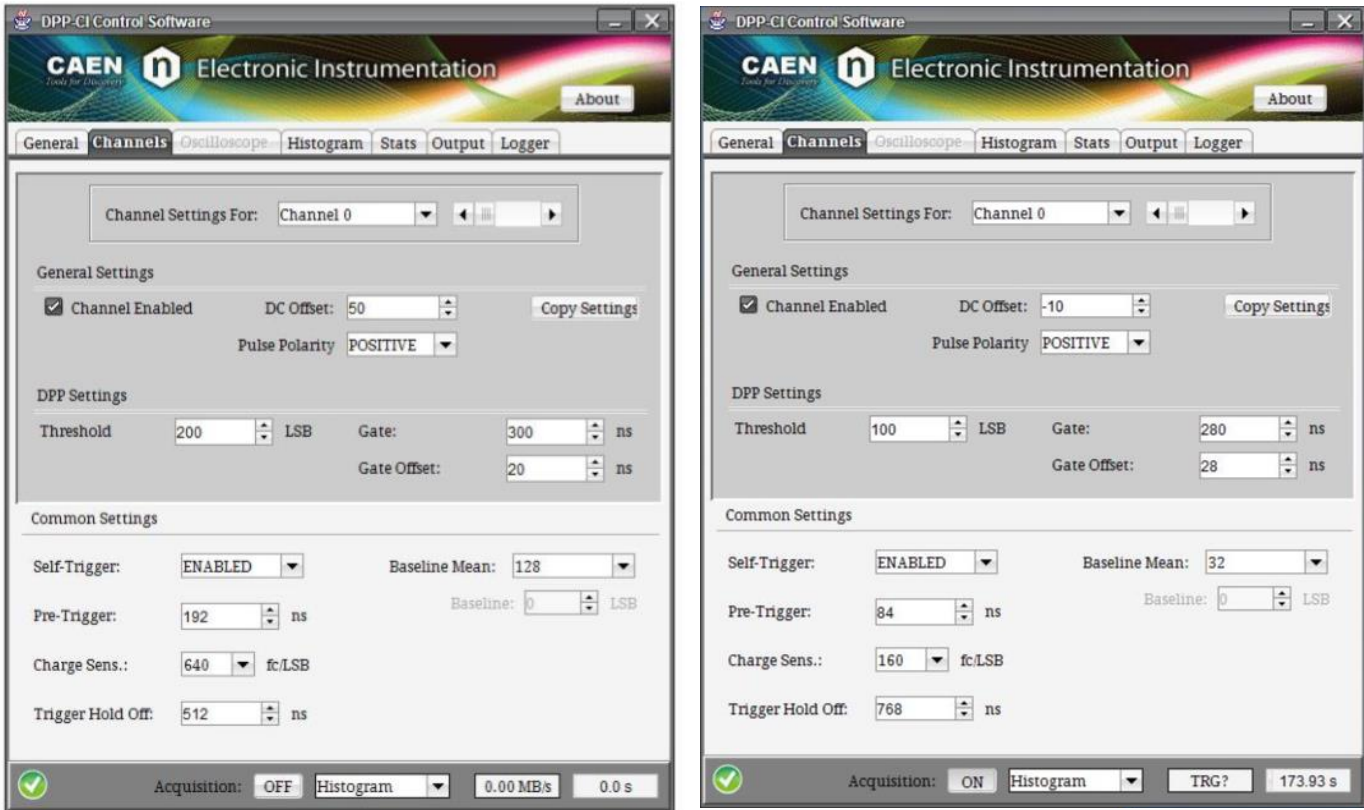 DPP-CI Control Software
CAEN n Electronic Instrumentation
Tools for Discovery
About
General Channels Oscilloscope Histogram Stats Output Logger
Channel Settings For: Channel 0
General Settings
Channel Enabled DC Offset: 50 Copy Settings
Pulse Polarity POSITIVE
DPP Settings
Threshold 200 LSB Gate: 300 ns
Gate Offset: 20 ns
Common Settings
Self-Trigger: ENABLED Baseline Mean: 128
Baseline: 0 LSB
Pre-Trigger: 192 ns
Charge Sens.: 640 fc/LSB
Trigger Hold Off: 512 ns
Acquisition: OFF Histogram 0.00 MB/s 0.0 s
DPP-CI Control Software
CAEN n Electronic Instrumentation
Tools for Discovery
About
General Channels Oscilloscope Histogram Stats Output Logger
Channel Settings For: Channel 0
General Settings
Channel Enabled DC Offset: -10 Copy Settings
Pulse Polarity POSITIVE
DPP Settings
Threshold 100 LSB Gate: 280 ns
Gate Offset: 28 ns
Common Settings
Self-Trigger: ENABLED Baseline Mean: 32
Baseline: 0 LSB
Pre-Trigger: 84 ns
Charge Sens.: 160 fc/LSB
Trigger Hold Off: 768 ns
Acquisition: ON Histogram TRG? 173.93 s